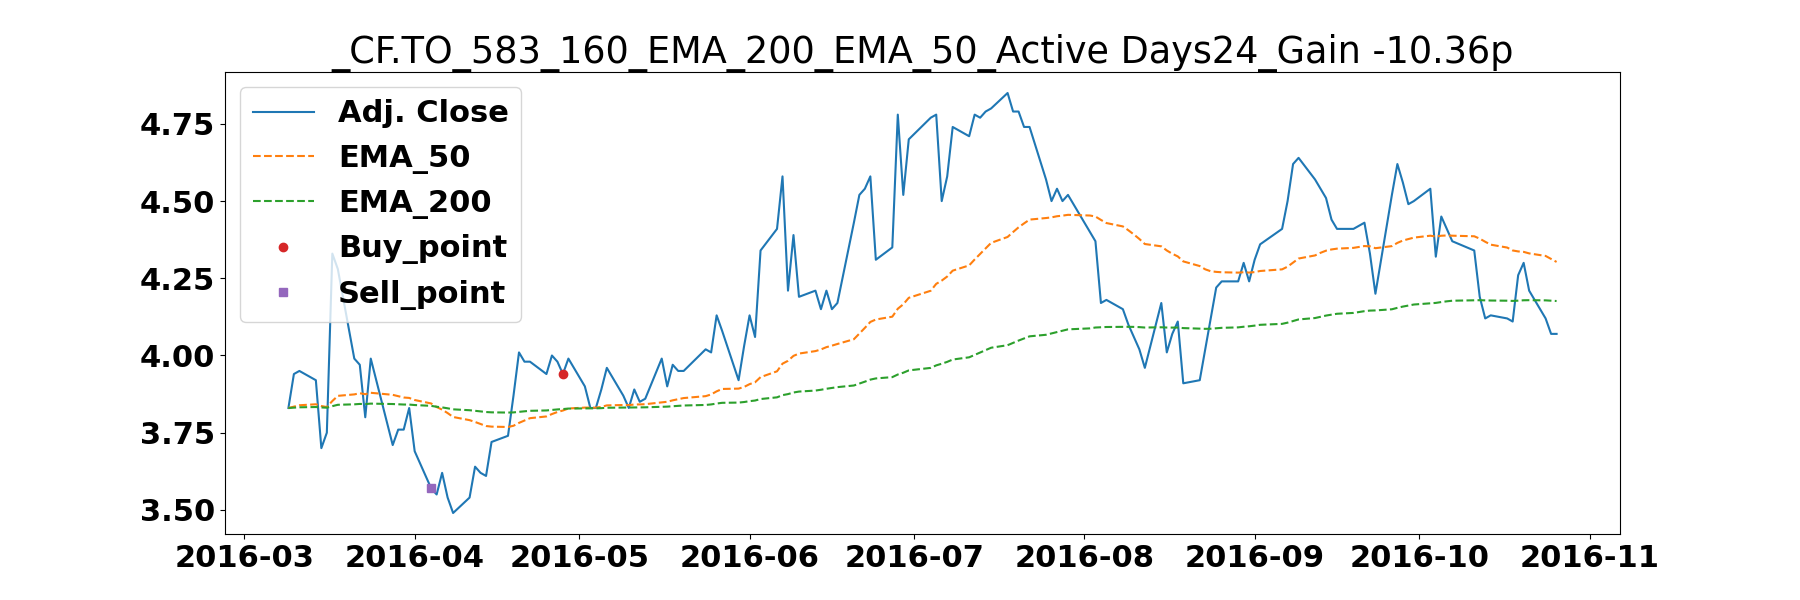 _CF.TO_583_160_EMA_200_EMA_50_Active Days24_Gain -10.36p
Adj. Close
EMA_50
EMA_200
Buy_point
Sell_point
4.75
4.50
4.25
4.00
3.75
3.50
2016-03 2016-04 2016-05 2016-06 2016-07 2016-08 2016-09 2016-10 2016-11